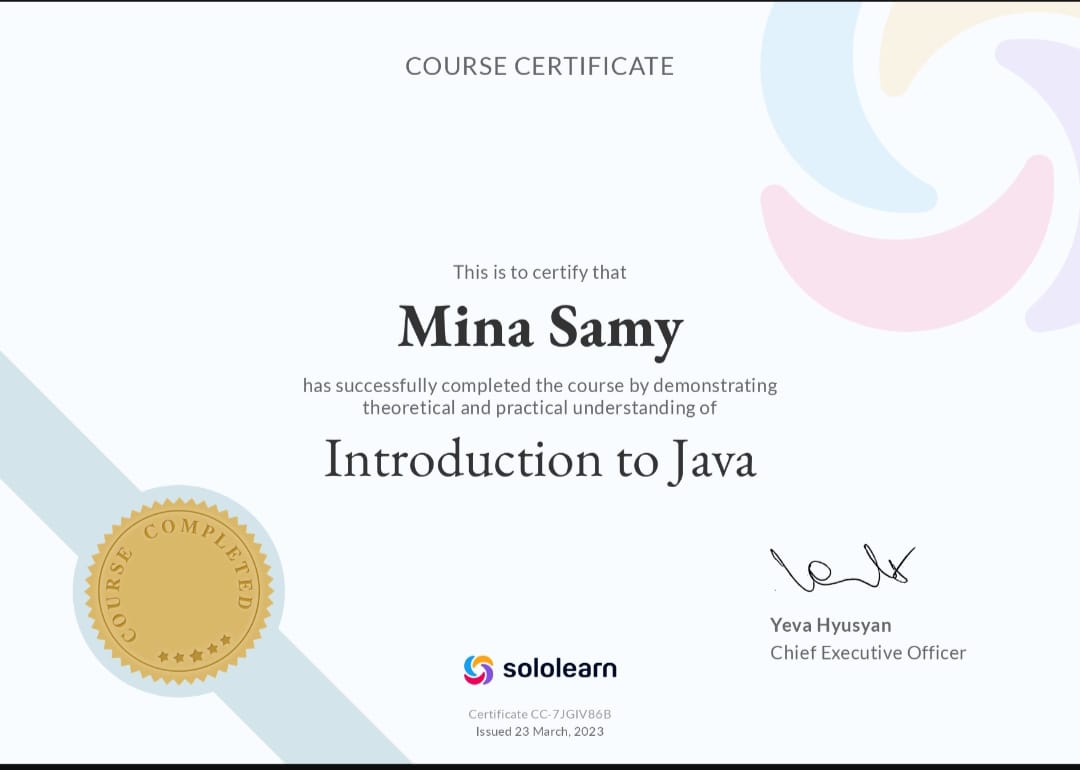 COURSE CERTIFICATE
This is to certify that
Mina Samy
has successfully completed the course by demonstrating
theoretical and practical understanding of
Introduction to Java
COURSE COMPLETED
Yeva Hyusyan
Chief Executive Officer
sololearn
Certificate CC-7JGIV86B
Issued 23 March, 2023